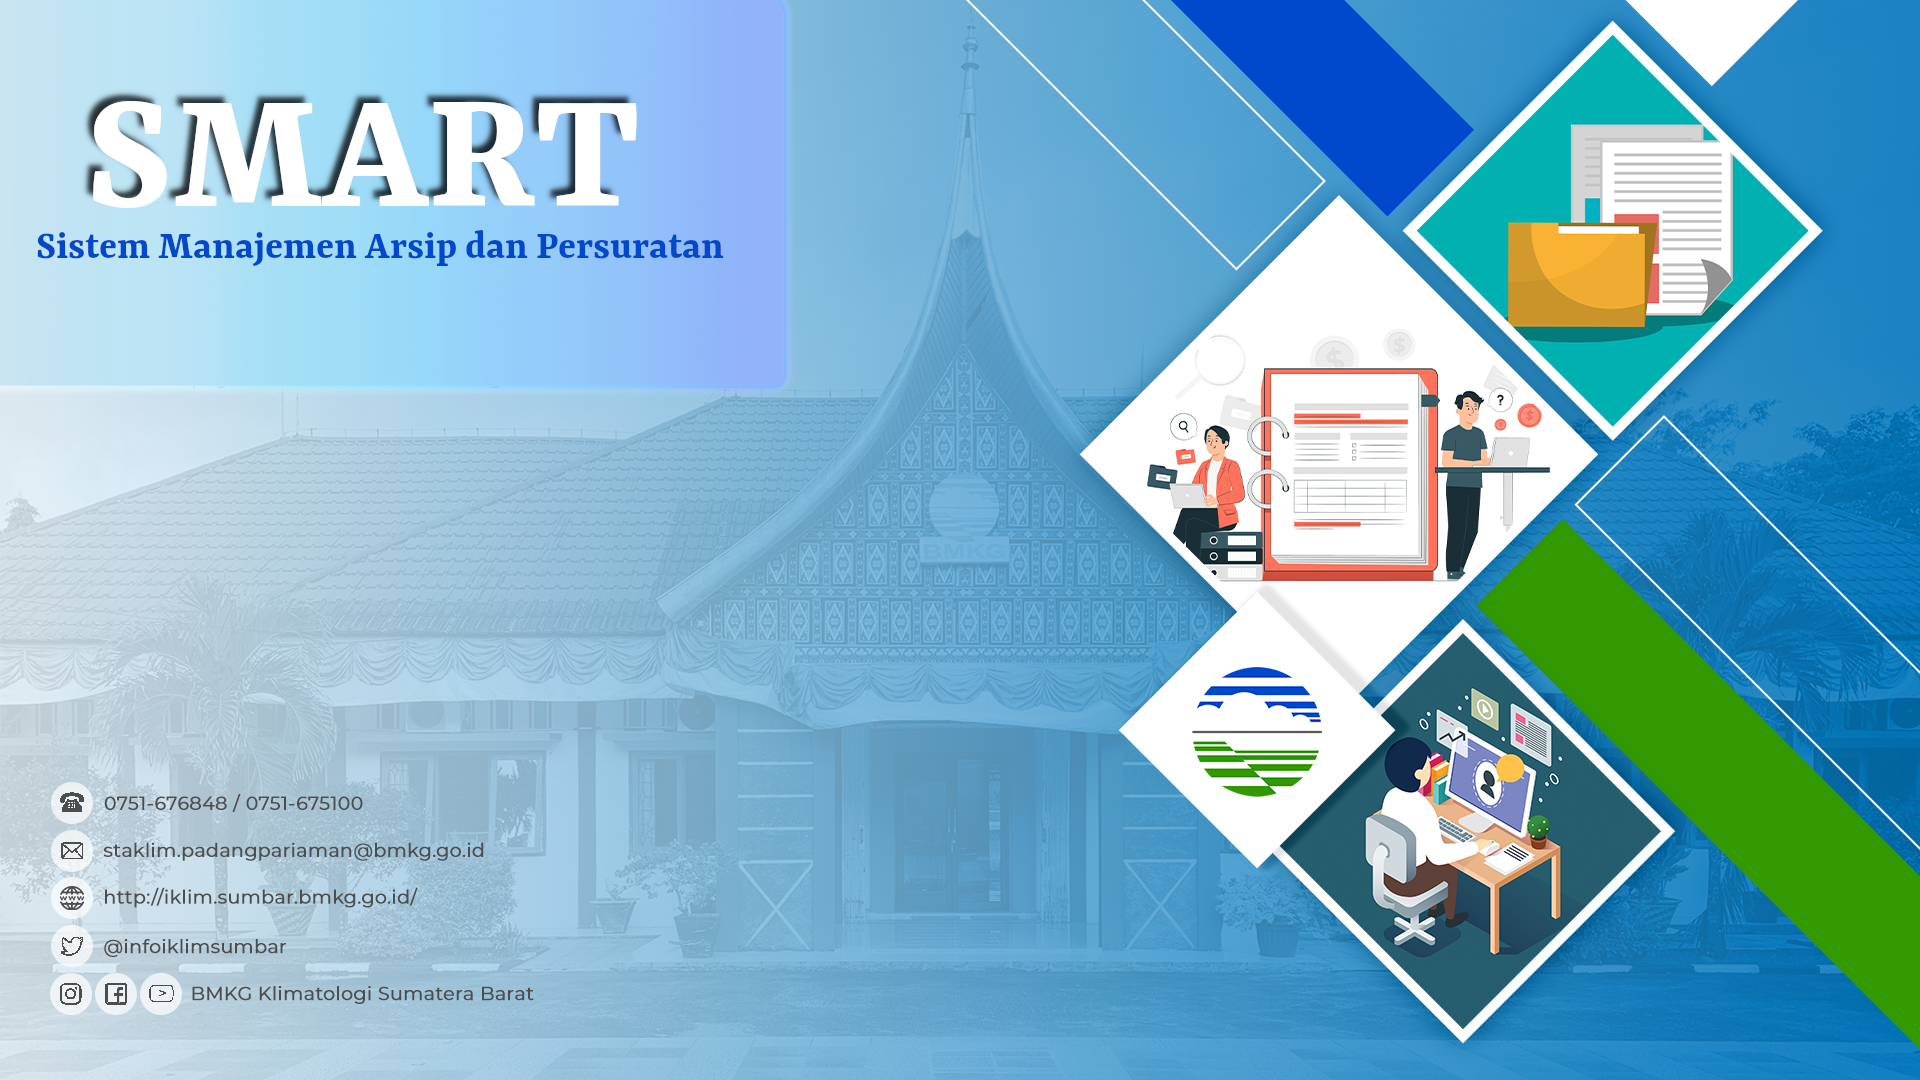 SMART
Sistem Manajemen Arsip dan Persuratan
BMKG
0751-676848 / 0751-675100
staklim.padangpariaman@bmkg.go.id
http://iklim.sumbar.bmkg.go.id/
@infoiklimsumbar
BMKG Klimatologi Sumatera Barat